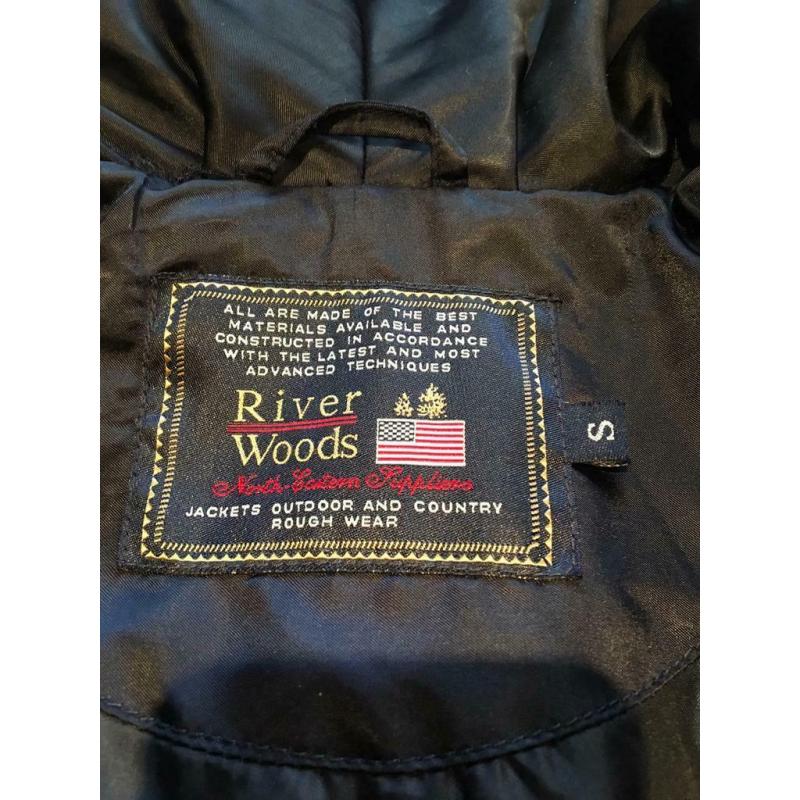 ALL ARE MADE OF THE BEST
MATERIALS AVAILABLE AND
CONSTRUCTED IN ACCORDANCE
WITH THE LATEST AND MOST
ADVANCED TECHNIQUES
River
Woods
North-Eastern Suppliers
JACKETS OUTDOOR AND COUNTRY
ROUGH WEAR
S